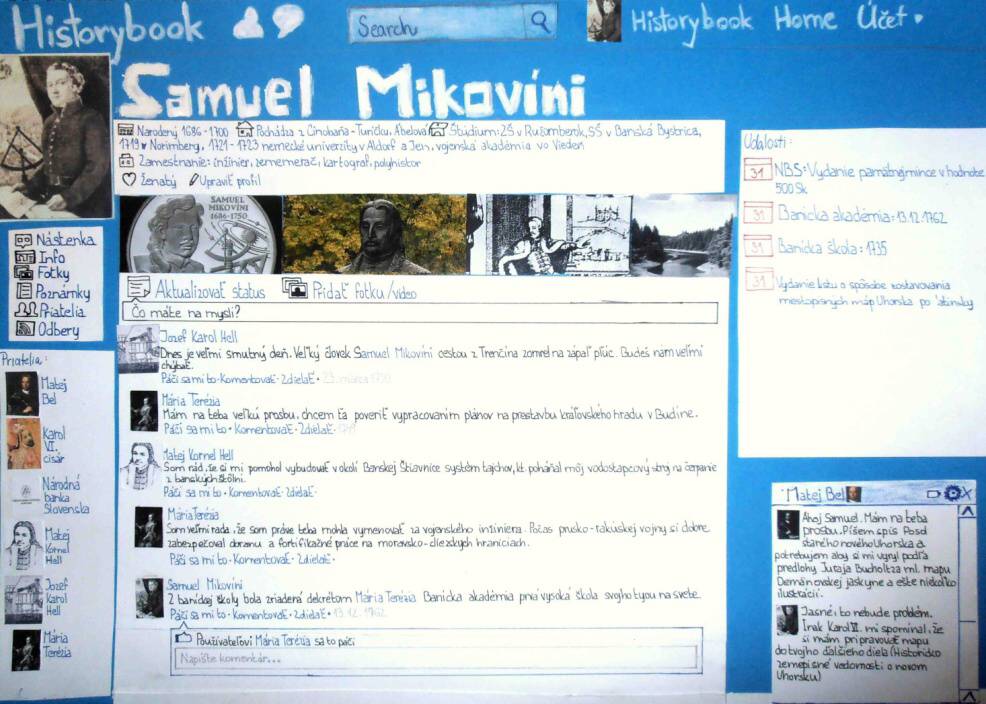 Historybook
Search
Historybook Home Účet
Samuel Mikovíni
Narodený 1686-1700 Pochádza z Cinobaňa-Turičky, Abelová Štúdium: ZŠ v Ružomberok, SŠ v Banská Bystrica,
1719 v Norimberg, 1721-1723 nemecké univerzity v Aldorf a Jen, vojenská akadémia vo Viedeň
Zamestnanie: inžinier, zememerač, kartograf, polyhistor
Ženatý Upraviť profil
SAMUEL
MIKOVÍNI
1686-1750
Nástenka
Info
Fotky
Poznámky
Priatelia
Odbery
Aktualizovať status Pridať fotku/video
Čo máte na mysli?
Priatelia:
Matej
Bel
Karol
VI.
cisár
Národná
banka
Slovenska
Matej
Kornel
Hell
Jozef
Karol
Hell
Mária
Terézia
Jozef Karol Hell
Dnes je veľmi smutný deň. Veľký človek Samuel Mikovíni cestou z Trenčína zomrel na zápaľ pľúc. Budeš nám veľmi
chýbať.
Páči sa mi to · Komentovať · Zdielať · 23. marca 1750
Mária Terézia
Mám na teba veľkú prosbu, chcem ťa poveriť vypracovaním plánov na prestavbu kráľovského hradu v Budíne.
Páči sa mi to · Komentovať · Zdielať ·
Matej Kornel Hell
Som rád, že si mi pomohol vybudovať v okolí Banskej Štiavnice systém tajchov, kt. poháňal môj vodostĺpcový stroj na čerpanie
z banských štôlní.
Páči sa mi to · Komentovať · Zdielať ·
Mária Terézia
Som veľmi rada, že som práve teba mohla vymenovať za vojenského inžiniera. Počas prusko-rakúskej vojny si dobre
zabezpečoval obranu a fortifikačné práce na moravsko-sliezskych hraniciach.
Páči sa mi to · Komentovať · Zdielať ·
Samuel Mikovíni
Z banskej školy bola zriadená dekrétom Mária Terézia Banícka akadémia prvá vysoká škola svojho typu na svete.
Páči sa mi to · Komentovať · Zdielať · 13.12.1762
Používateľovi Mária Terézia sa to páči
Napíšte komentár...
Udalosti:
31 NBS: Vydanie pamätnej mince v hodnote
500 Sk
31 Banícka akadémia: 13.12.1762
31 Banícka škola: 1735
31 Vydanie listu o spôsobe zostavovania
miestopisných máp Uhorska po latinsky
Matej Bel
Ahoj Samuel. Mám na teba
prosbu. Píšem spis
starého nového Uhorska a
potrebujem aby si mi vyryl podľa
predlohy Juraja Bucholtza ml. mapu
Demänovskej jaskyne a ešte niekoľko
ilustrácií.
Jasné, to nebude problém.
Inak Karol VI. mi spomínal, že
si mám pripravovať mapu
do tvojho ďalšieho diela (Historicko
zemepisné vedomosti o novom
Uhorsku)